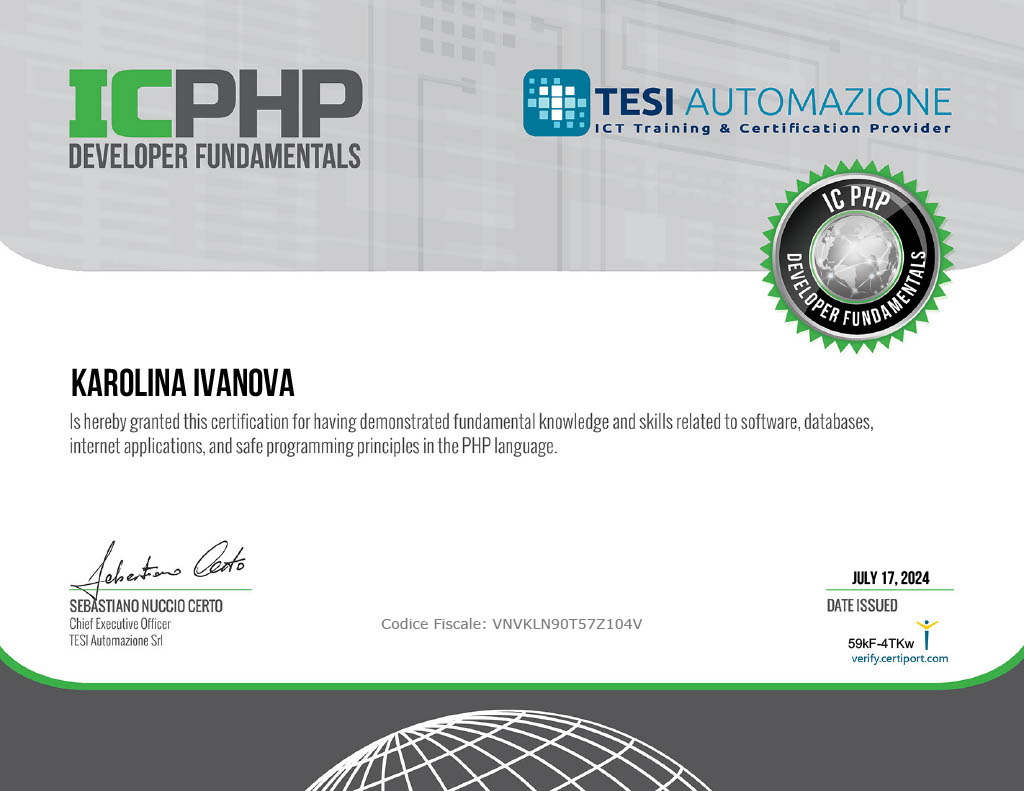 ICPHP
DEVELOPER FUNDAMENTALS
TESI AUTOMAZIONE
ICT Training & Certification Provider
IC PHP
DEVELOPER FUNDAMENTALS
KAROLINA IVANOVA
Is hereby granted this certification for having demonstrated fundamental knowledge and skills related to software, databases,
internet applications, and safe programming principles in the PHP language.
Sebastiano Certo
JULY 17, 2024
SEBASTIANO NUCCIO CERTO
DATE ISSUED
Chief Executive Officer
Codice Fiscale: VNVKLN90T57Z104V
TESI Automazione Srl
59kF-4TKw
verify.certiport.com